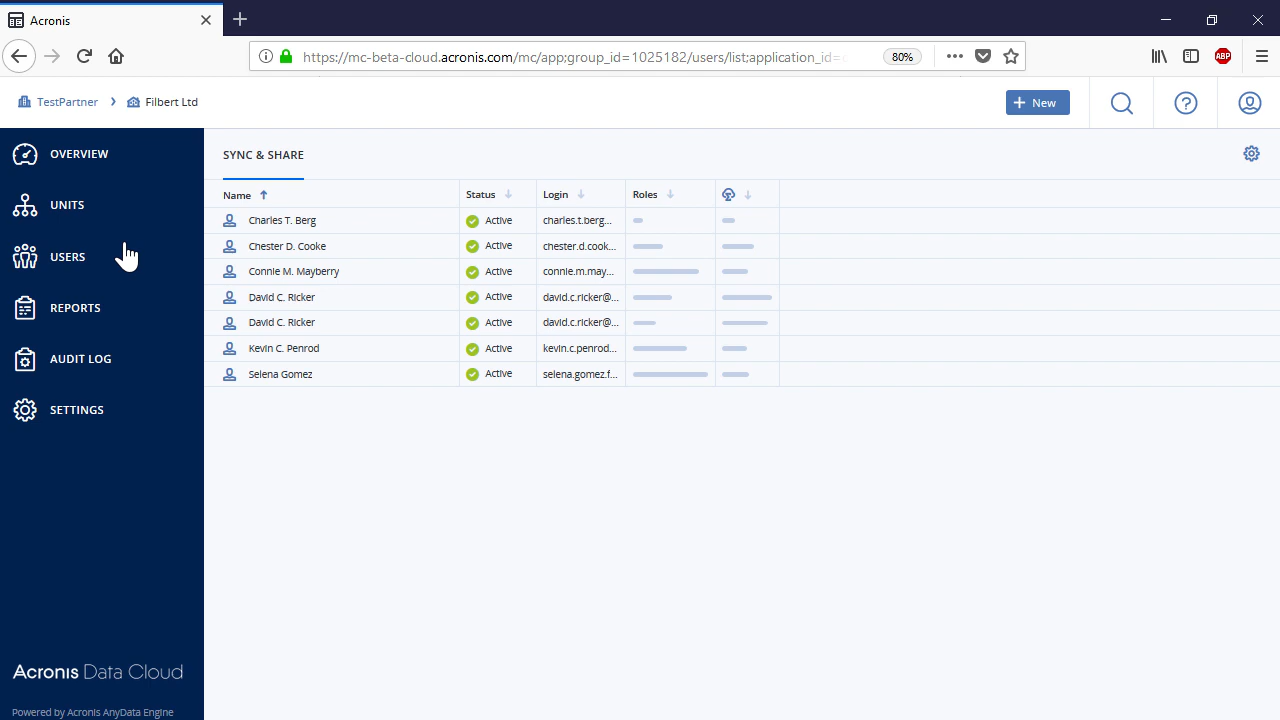 Acronis
https://mc-beta-cloud.acronis.com/mc/app;group_id=1025182/users/list;application_id=
80%
ABP
TestPartner
Filbert Ltd
New
OVERVIEW
UNITS
USERS
REPORTS
AUDIT LOG
SETTINGS
SYNC & SHARE
Name Status Login Roles
Charles T. Berg Active charles.t.berg...
Chester D. Cooke Active chester.d.cook...
Connie M. Mayberry Active connie.m.may...
David C. Ricker Active david.c.ricker@...
David C. Ricker Active david.c.ricker@...
Kevin C. Penrod Active kevin.c.penrod...
Selena Gomez Active selena.gomez.f...
Acronis Data Cloud
Powered by Acronis AnyData Engine